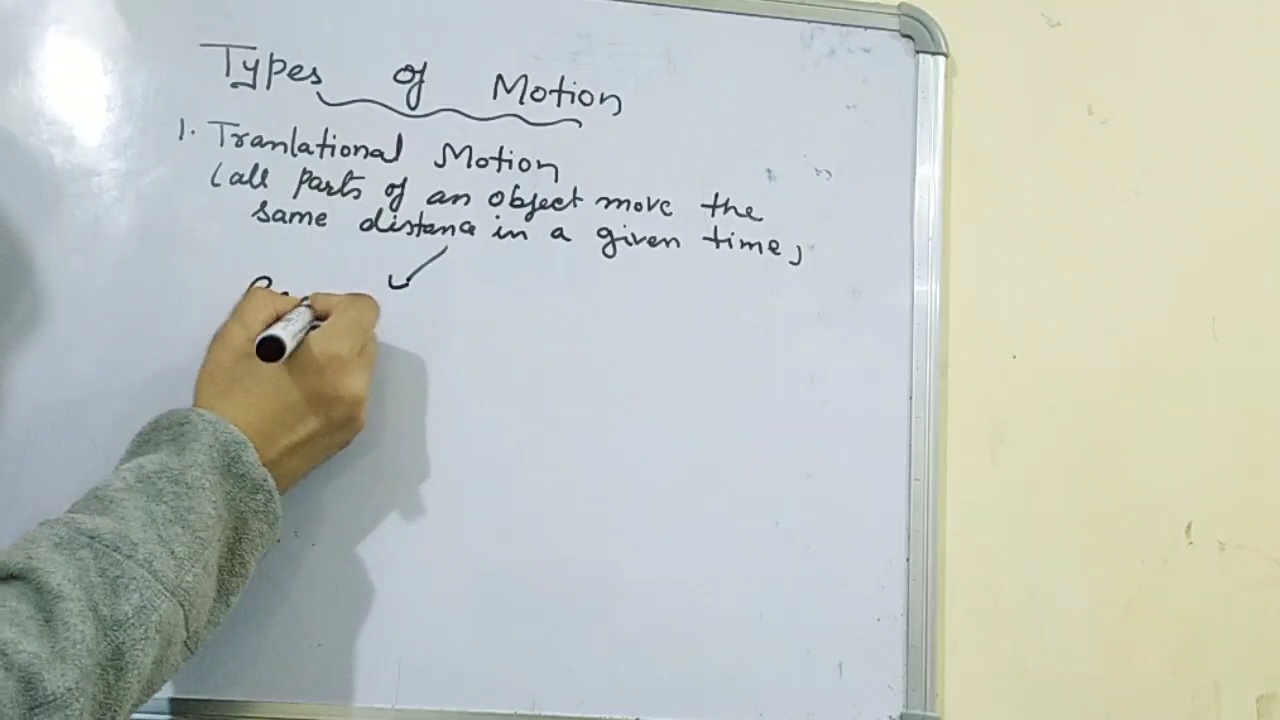 Types of Motion
1. Tranlational Motion
(all parts of an object move the
same distance in a given time,